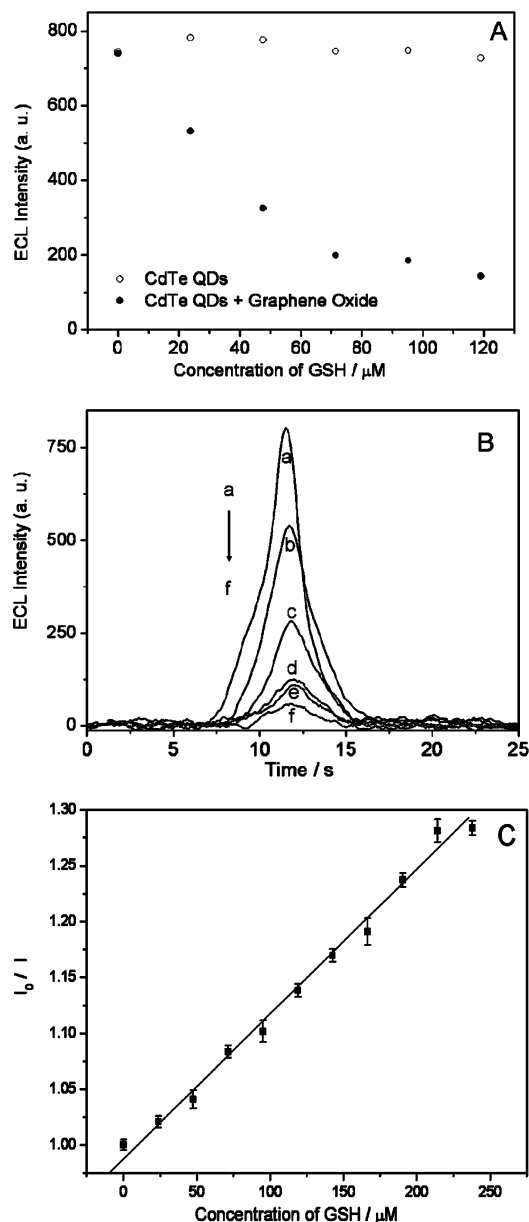 A
800
600
400
200
0
ECL Intensity (a. u.)
CdTe QDs
CdTe QDs + Graphene Oxide
0 20 40 60 80 100 120
Concentration of GSH / μM
B
750
500
250
0
ECL Intensity (a. u.)
a
f
a
b
c
d
e
f
0 5 10 15 20 25
Time / s
C
1.30
1.25
1.20
1.15
1.10
1.05
1.00
I0 / I
0 50 100 150 200 250
Concentration of GSH / μM